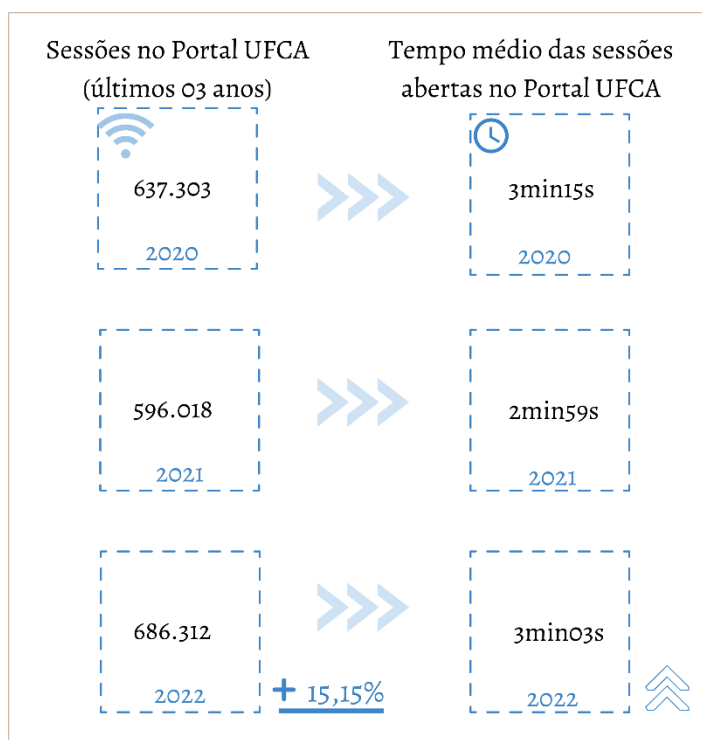 Sessões no Portal UFCA
(últimos 03 anos)
Tempo médio das sessões
abertas no Portal UFCA
637.303
2020
3min15s
2020
596.018
2021
2min59s
2021
686.312
2022
+ 15,15%
3min03s
2022